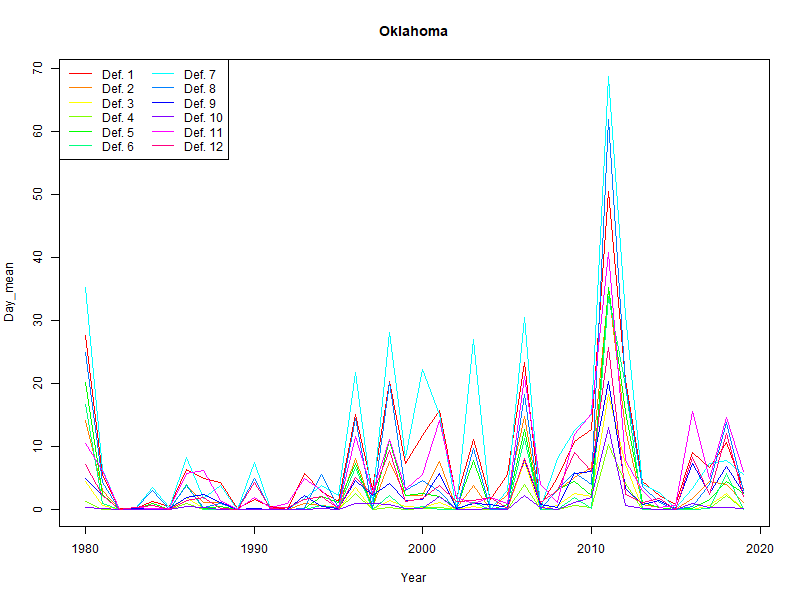 Oklahoma
Day_mean
70
60
50
40
30
20
10
0
Def. 1
Def. 2
Def. 3
Def. 4
Def. 5
Def. 6
Def. 7
Def. 8
Def. 9
Def. 10
Def. 11
Def. 12
1980 1990 2000 2010 2020
Year